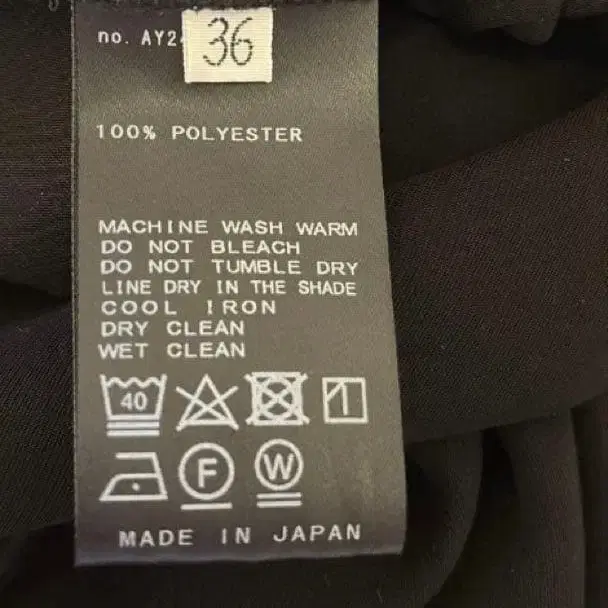 no. AY2
36
100% POLYESTER
MACHINE WASH WARM
DO NOT BLEACH
DO NOT TUMBLE DRY
LINE DRY IN THE SHADE
COOL IRON
DRY CLEAN
WET CLEAN
40
F W
MADE IN JAPAN